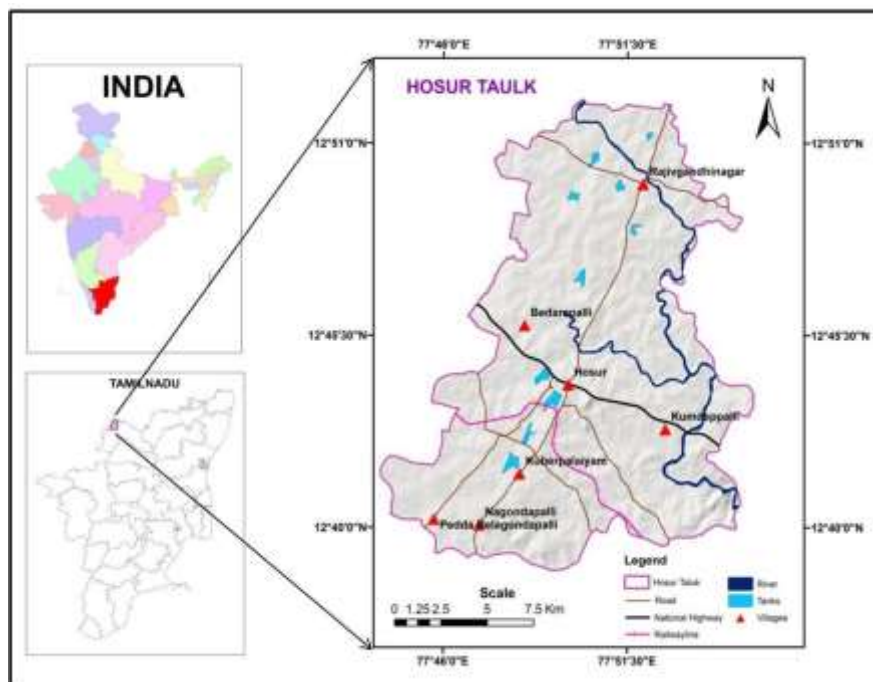 INDIA
TAMILNADU
77°46'0"E
77°51'30"E
HOSUR TAULK
N
12°51'0"N
12°51'0"N
Rajivgandhinagar
Bedarapalli
12°45'30"N
12°45'30"N
Hosur
Kumdappalli
Kuberpalaiyam
Nagondapalli
Pedda Belagondapalli
12°40'0"N
12°40'0"N
Legend
Hosur Taluk
River
Road
Tanks
National Highway
Villages
Railwayline
Scale
0 1.25 2.5 5 7.5 Km
77°46'0"E
77°51'30"E